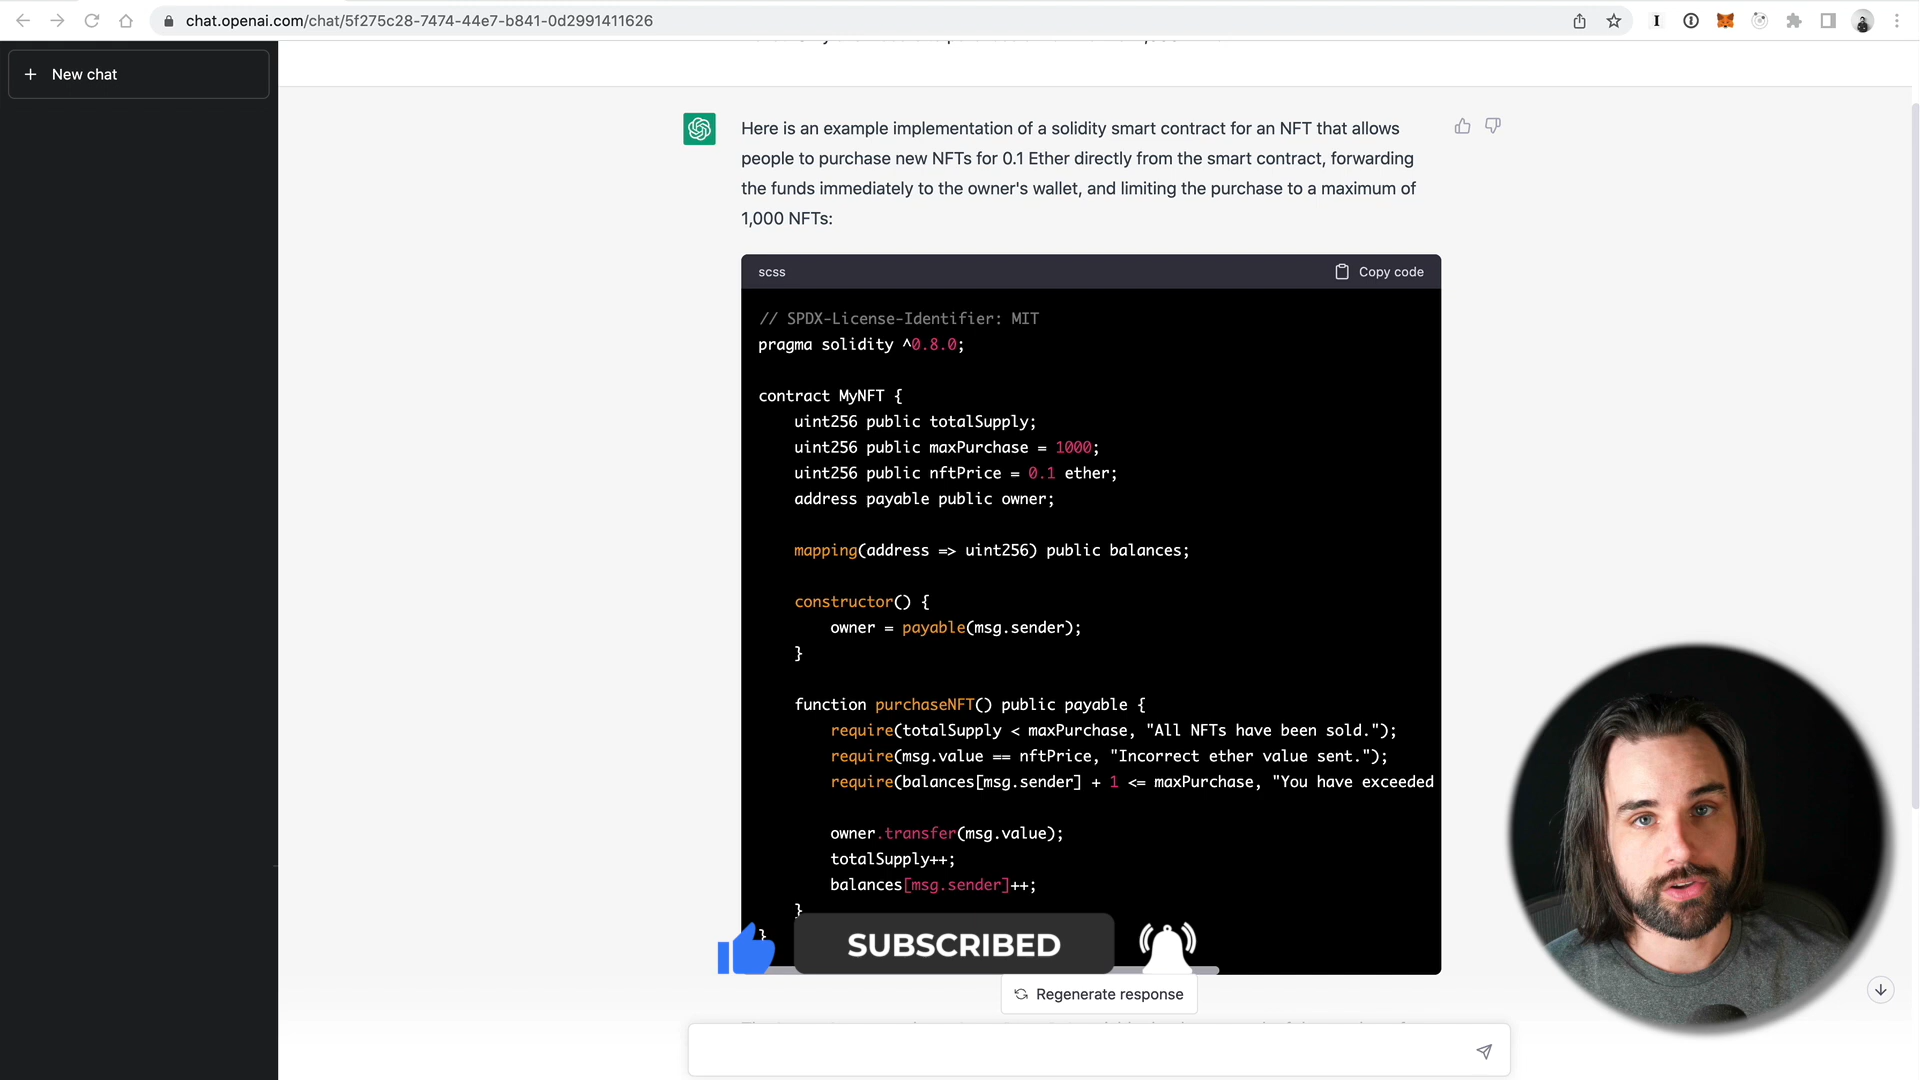 chat.openai.com/chat/5f275c28-7474-44e7-b841-0d2991411626
New chat
Here is an example implementation of a solidity smart contract for an NFT that allows
people to purchase new NFTs for 0.1 Ether directly from the smart contract, forwarding
the funds immediately to the owner's wallet, and limiting the purchase to a maximum of
1,000 NFTs:
scss
Copy code
// SPDX-License-Identifier: MIT
pragma solidity ^0.8.0;
contract MyNFT {
uint256 public totalSupply;
uint256 public maxPurchase = 1000;
uint256 public nftPrice = 0.1 ether;
address payable public owner;
mapping(address => uint256) public balances;
constructor() {
owner = payable(msg.sender);
}
function purchaseNFT() public payable {
require(totalSupply < maxPurchase, "All NFTs have been sold.");
require(msg.value == nftPrice, "Incorrect ether value sent.");
require(balances[msg.sender] + 1 <= maxPurchase, "You have exceeded
owner.transfer(msg.value);
totalSupply++;
balances[msg.sender]++;
}
}
SUBSCRIBED
Regenerate response